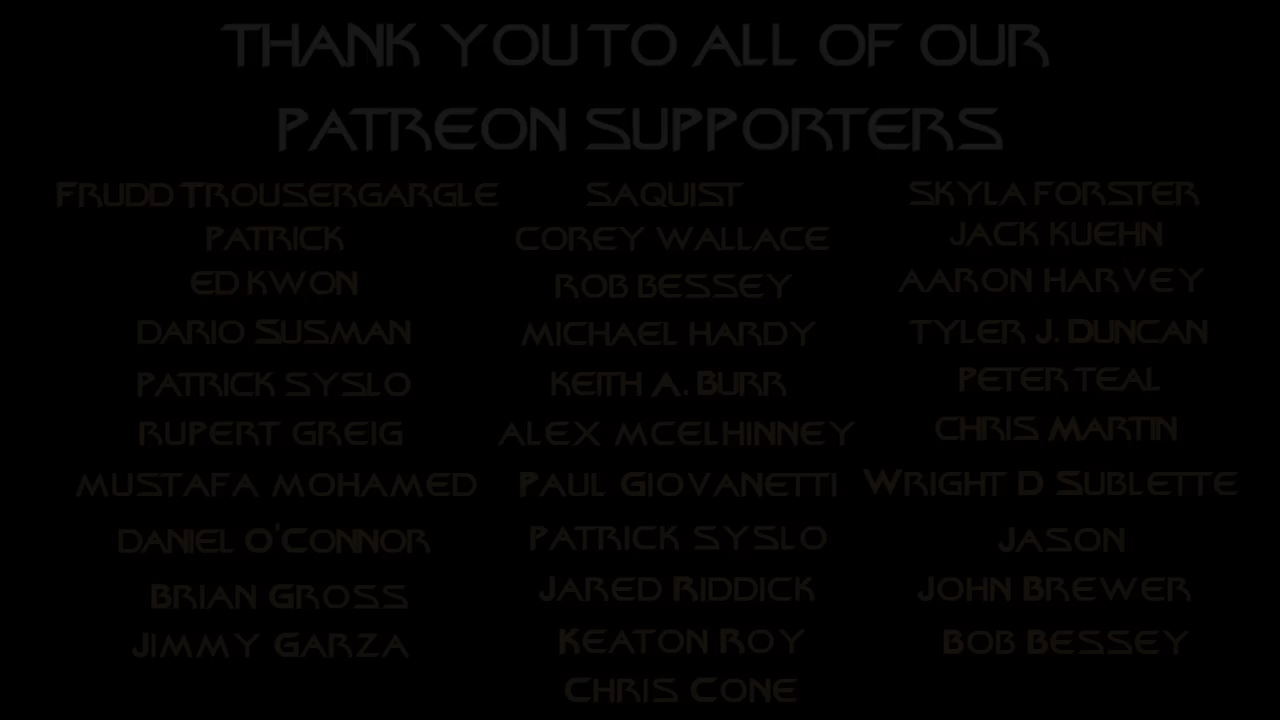 THANK YOU TO ALL OF OUR
PATREON SUPPORTERS
FRUDD TROUSERGARGLE SAQUIST SKYLA FORSTER
PATRICK COREY WALLACE JACK KUEHN
ED KWON ROB BESSEY AARON HARVEY
DARIO SUSMAN MICHAEL HARDY TYLER J. DUNCAN
PATRICK SYSLO KEITH A. BURR PETER TEAL
RUPERT GREIG ALEX MCELHINNEY CHRIS MARTIN
MUSTAFA MOHAMED PAUL GIOVANETTI WRIGHT D SUBLETTE
DANIEL O'CONNOR PATRICK SYSLO JASON
BRIAN GROSS JARED RIDDICK JOHN BREWER
JIMMY GARZA KEATON ROY BOB BESSEY
CHRIS CONE